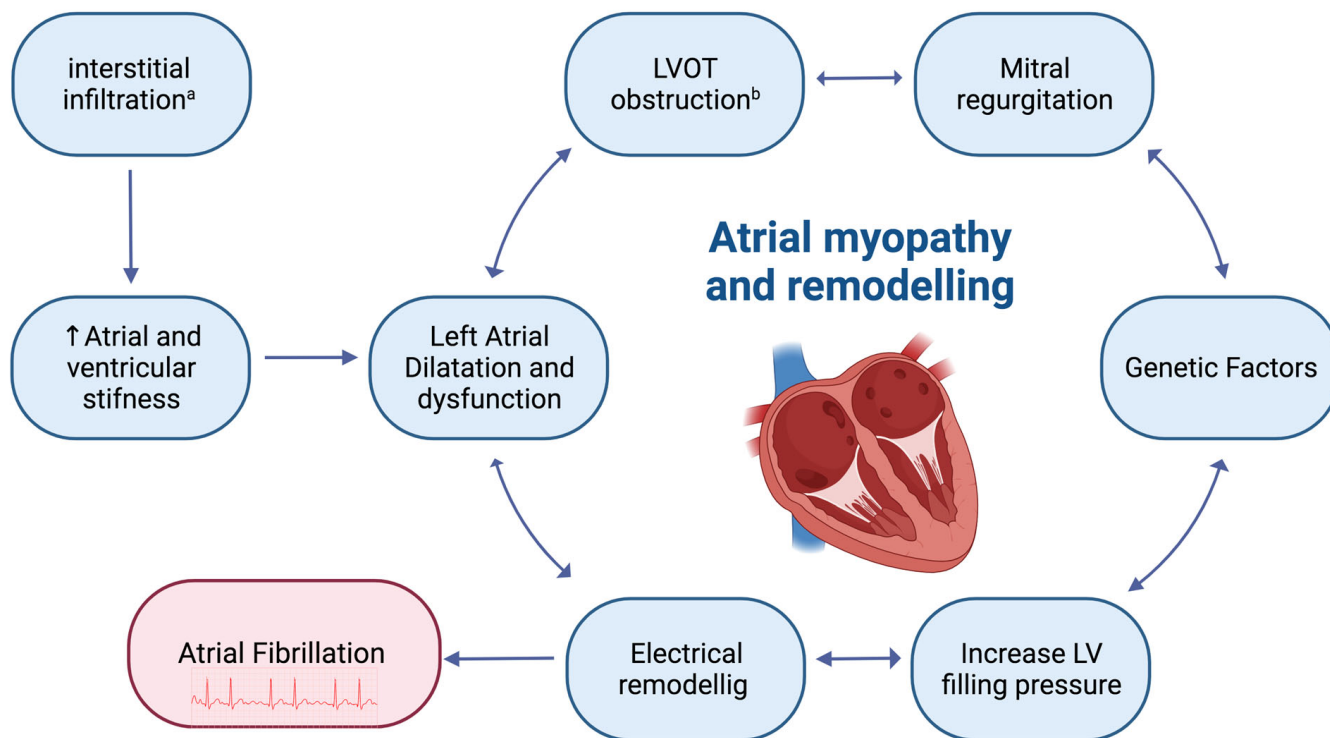 interstitial
infiltrationᵃ
LVOT
obstructionᵇ
Mitral
regurgitation
Atrial myopathy
and remodelling
↑Atrial and
ventricular
stifness
Left Atrial
Dilatation and
dysfunction
Genetic Factors
Atrial Fibrillation
Electrical
remodellig
Increase LV
filling pressure